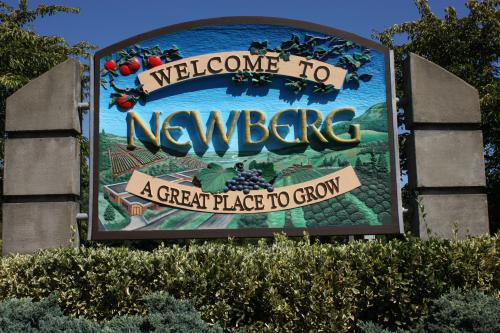 WELCOME TO
NEWBERG
A GREAT PLACE TO GROW